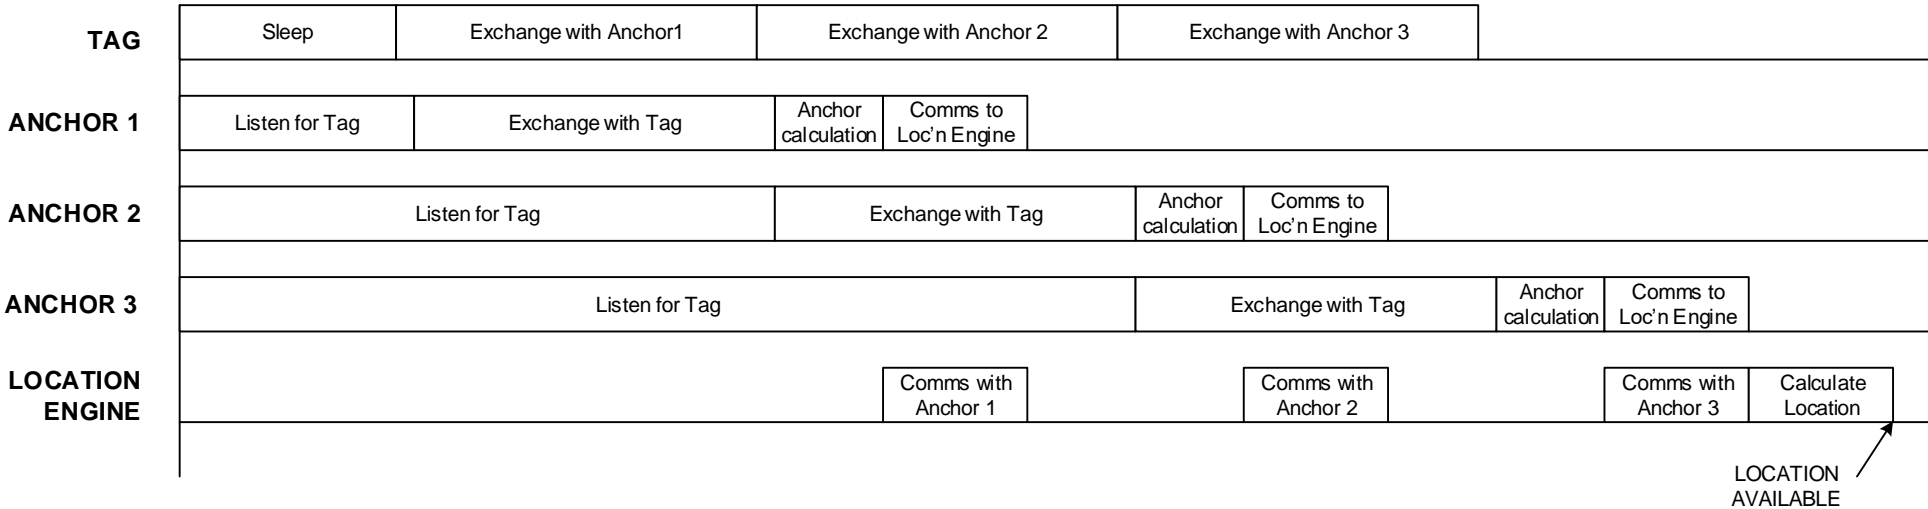 TAG
Sleep
Exchange with Anchor1
Exchange with Anchor 2
Exchange with Anchor 3
ANCHOR 1
Listen for Tag
Exchange with Tag
Anchor
calculation
Comms to
Loc'n Engine
ANCHOR 2
Listen for Tag
Exchange with Tag
Anchor
calculation
Comms to
Loc'n Engine
ANCHOR 3
Listen for Tag
Exchange with Tag
Anchor
calculation
Comms to
Loc'n Engine
LOCATION
ENGINE
Comms with
Anchor 1
Comms with
Anchor 2
Comms with
Anchor 3
Calculate
Location
LOCATION
AVAILABLE